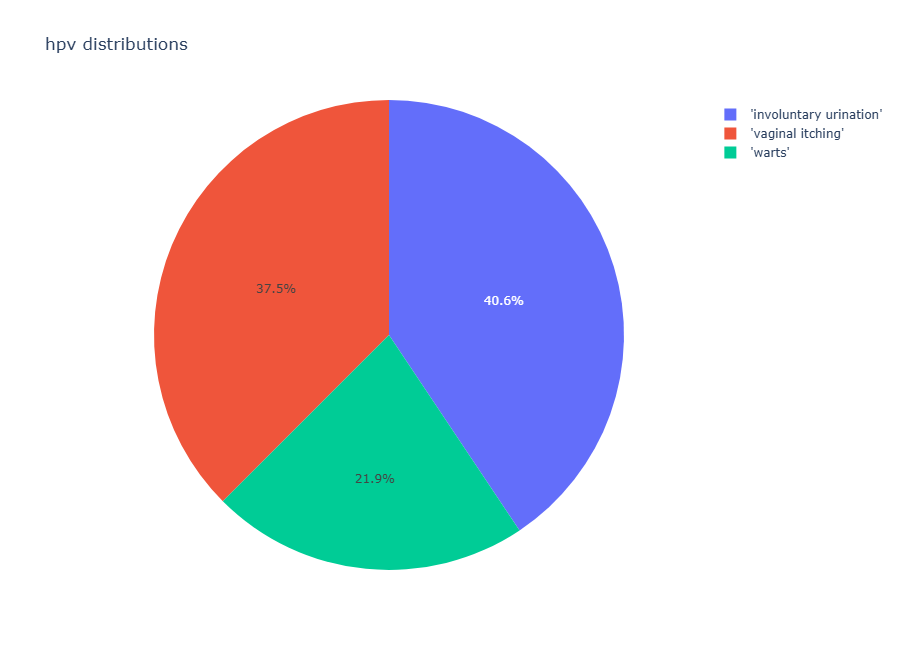 hpv distributions
'involuntary urination'
'vaginal itching'
'warts'
37.5%
40.6%
21.9%